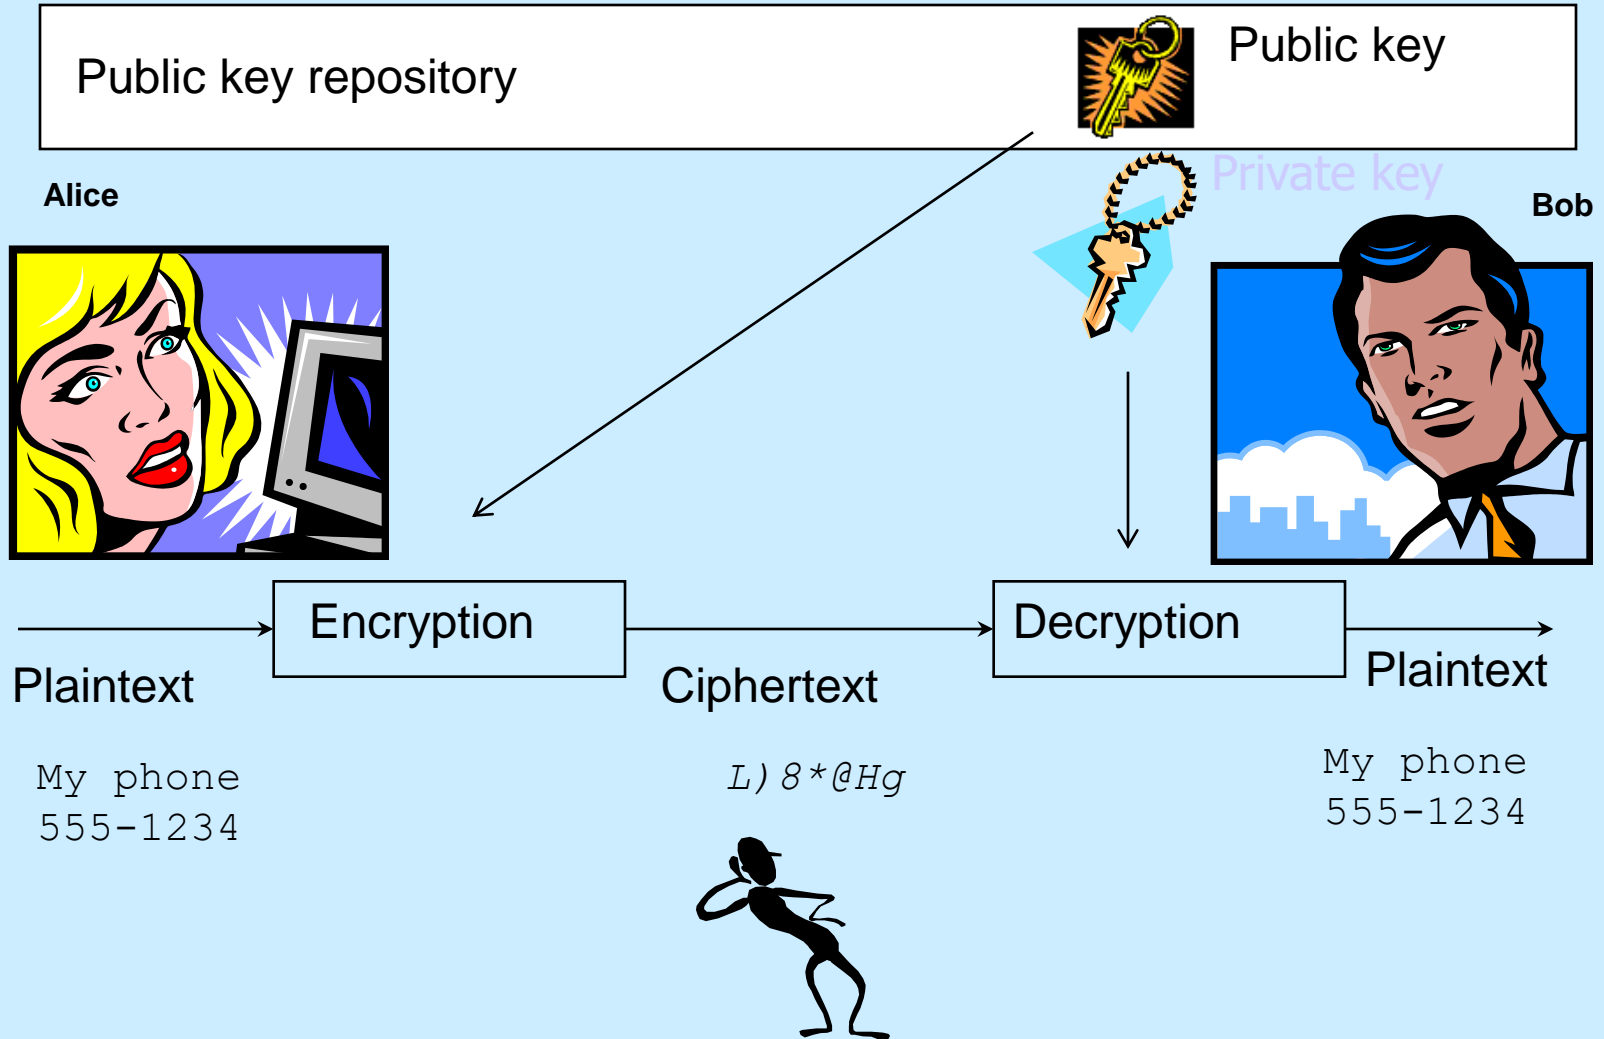 Public key repository
Public key
Private key
Alice
Bob
Encryption
Decryption
Plaintext
Ciphertext
Plaintext
My phone
555-1234
L)8*@Hg
My phone
555-1234